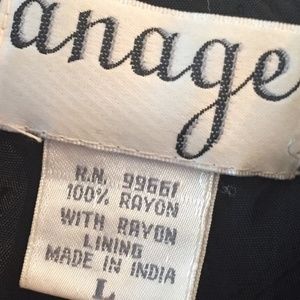 anage
R.N. 99661
100% RAYON
WITH RAYON
LINING
MADE IN INDIA
L